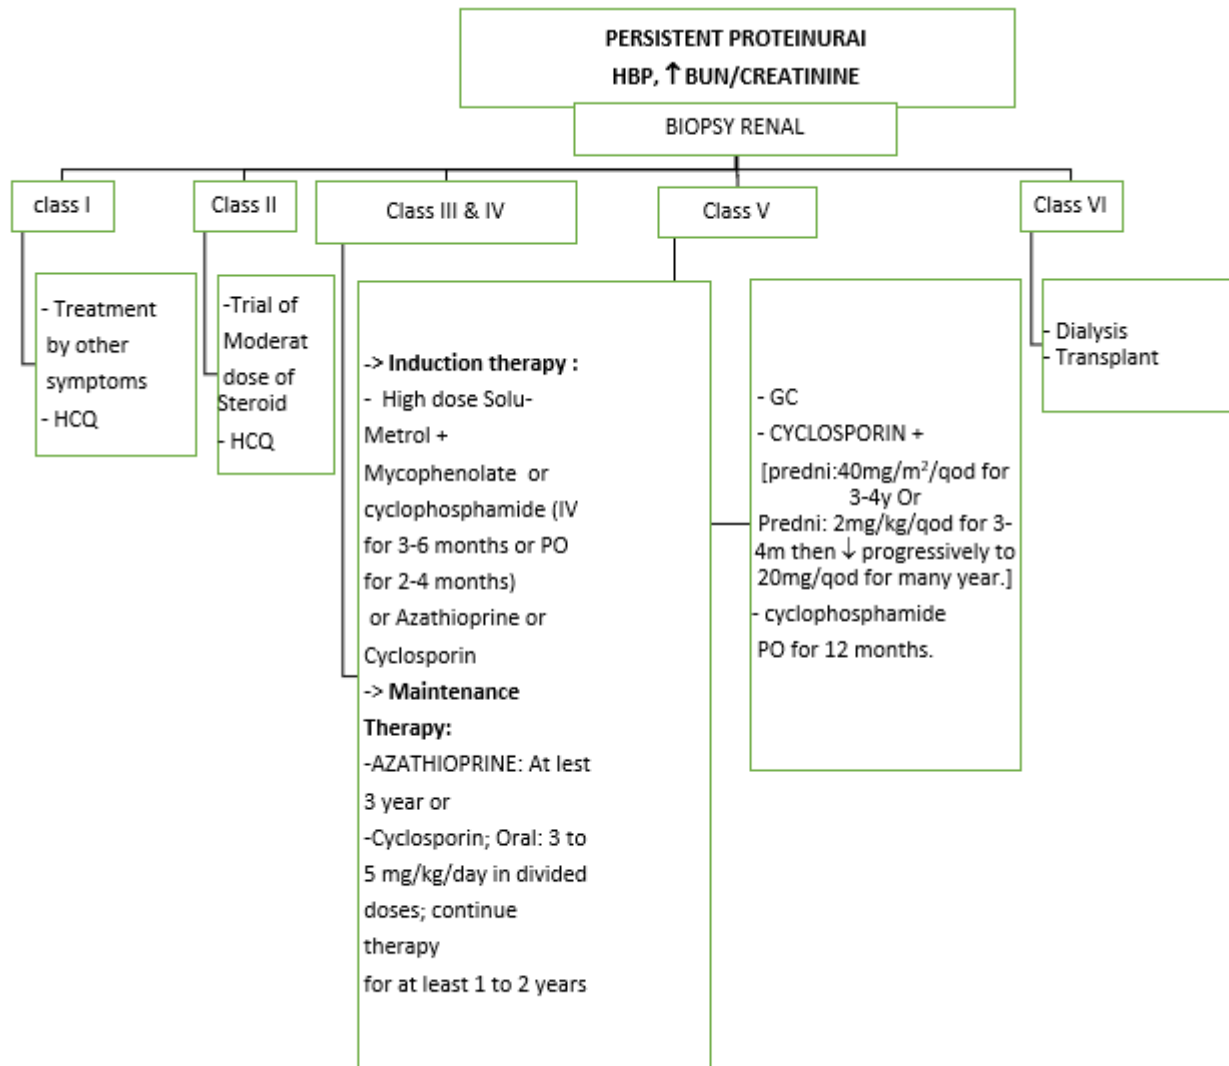 PERSISTENT PROTEINURAI
HBP, ↑ BUN/CREATININE
BIOPSY RENAL
class I
Class II
Class III & IV
Class V
Class VI
- Treatment
by other
symptoms
- HCQ
-Trial of
Moderat
dose of
Steroid
- HCQ
-> Induction therapy :
- High dose Solu-
Metrol +
Mycophenolate or
cyclophosphamide (IV
for 3-6 months or PO
for 2-4 months)
or Azathioprine or
Cyclosporin
-> Maintenance
Therapy:
-AZATHIOPRINE: At lest
3 year or
-Cyclosporin; Oral: 3 to
5 mg/kg/day in divided
doses; continue
therapy
for at least 1 to 2 years
- GC
- CYCLOSPORIN +
[predni:40mg/m²/qod for
3-4y Or
Predni: 2mg/kg/qod for 3-
4m then ↓ progressively to
20mg/qod for many year.]
- cyclophosphamide
PO for 12 months.
- Dialysis
- Transplant